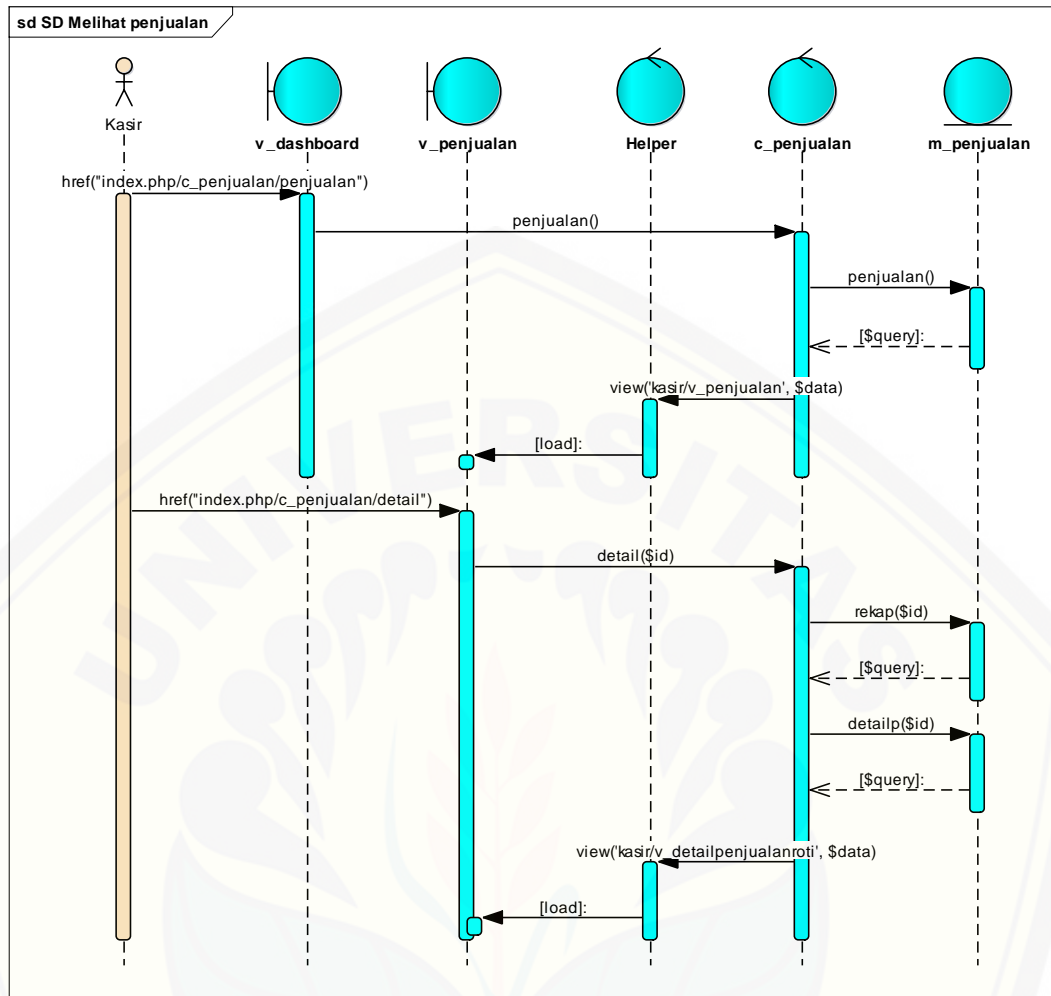 sd SD Melihat penjualan
Kasir
v_dashboard
v_penjualan
Helper
c_penjualan
m_penjualan
href("index.php/c_penjualan/penjualan")
penjualan()
penjualan()
[$query]:
view('kasir/v_penjualan', $data)
[load]:
href("index.php/c_penjualan/detail")
detail($id)
rekap($id)
[$query]:
detailp($id)
[$query]:
view('kasir/v_detailpenjualanroti', $data)
[load]:
UNIVERSITAS